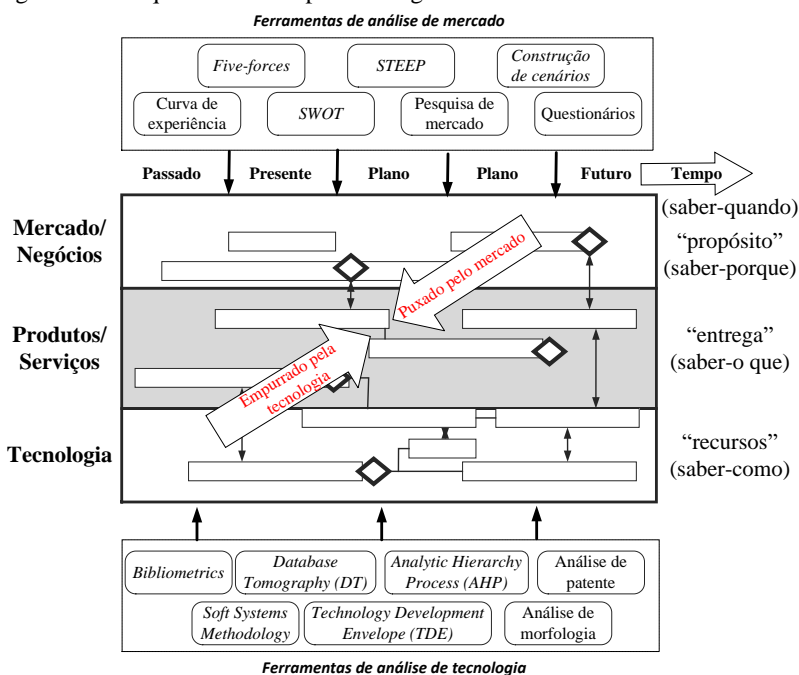 Ferramentas de análise de mercado
Five-forces
STEEP
Construção
de cenários
Curva de
experiência
SWOT
Pesquisa de
mercado
Questionários
Passado
Presente
Plano
Plano
Futuro
Tempo
(saber-quando)
Mercado/
Negócios
“propósito”
(saber-porque)
Puxado pelo mercado
Produtos/
Serviços
“entrega”
(saber-o que)
Empurrado pela
tecnologia
Tecnologia
“recursos”
(saber-como)
Bibliometrics
Database
Tomography (DT)
Analytic Hierarchy
Process (AHP)
Análise de
patente
Soft Systems
Methodology
Technology Development
Envelope (TDE)
Análise de
morfologia
Ferramentas de análise de tecnologia